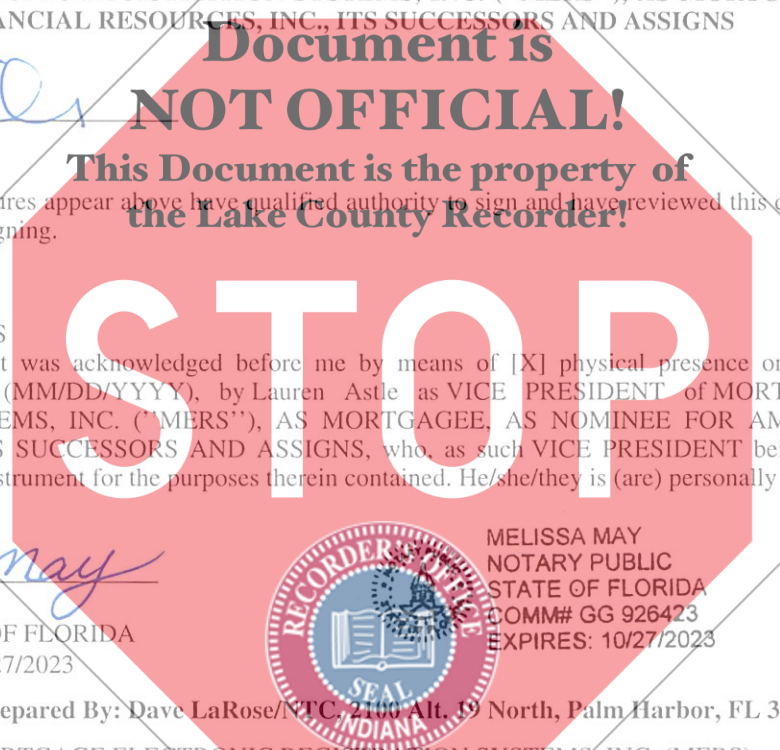 ANCIAL RESOURCES, INC., ITS SUCCESSORS AND ASSIGNS
Document is
NOT OFFICIAL!
This Document is the property of
the Lake County Recorder!
ures appear above have qualified authority to sign and have reviewed this
gning.
STOP
S
t was acknowledged before me by means of [X] physical presence or
(MM/DD/YYYY), by Lauren Astle as VICE PRESIDENT of MORT
EMS, INC. (''MERS''), AS MORTGAGEE, AS NOMINEE FOR AM
S SUCCESSORS AND ASSIGNS, who, as such VICE PRESIDENT bei
strument for the purposes therein contained. He/she/they is (are) personally
May
OF FLORIDA
27/2023
RECORDER'S OFFICE
SEAL
INDIANA
MELISSA MAY
NOTARY PUBLIC
STATE OF FLORIDA
COMM# GG 926423
EXPIRES: 10/27/2023
epared By: Dave LaRose/NTC, 2100 Alt. 19 North, Palm Harbor, FL 3